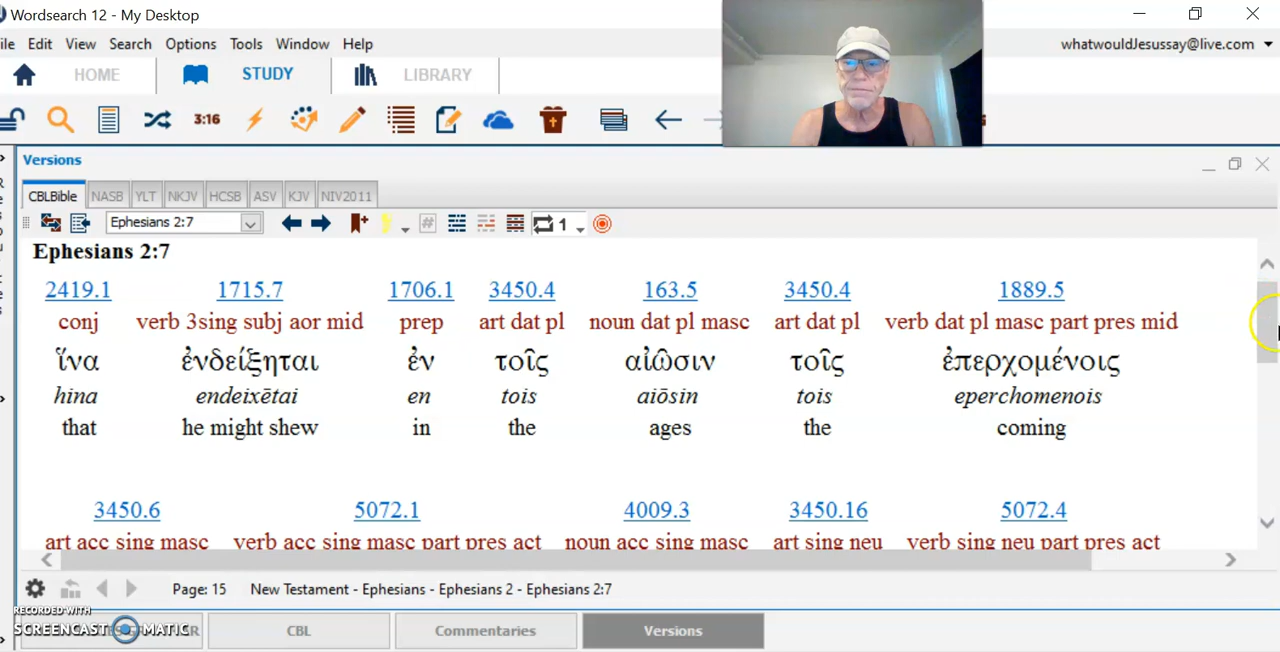 Wordsearch 12 - My Desktop
ile Edit View Search Options Tools Window Help whatwouldJesussay@live.com
HOME STUDY LIBRARY
3:16
Versions
CBLBible NASB YLT NKJV HCSB ASV KJV NIV2011
Ephesians 2:7 # 1
Ephesians 2:7
2419.1 1715.7 1706.1 3450.4 163.5 3450.4 1889.5
conj verb 3sing subj aor mid prep art dat pl noun dat pl masc art dat pl verb dat pl masc part pres mid
ἵνα ἐνδείξηται ἐν τοῖς αἰῶσιν τοῖς ἐπερχομένοις
hina endeixētai en tois aiōsin tois eperchomenois
that he might shew in the ages the coming
3450.6 5072.1 4009.3 3450.16 5072.4
art acc sing masc verb acc sing masc part pres act noun acc sing masc art sing neu verb sing neu part pres act
Page: 15 New Testament - Ephesians - Ephesians 2 - Ephesians 2:7
RECORDED WITH
SCREENCAST MATIC
CBL Commentaries Versions